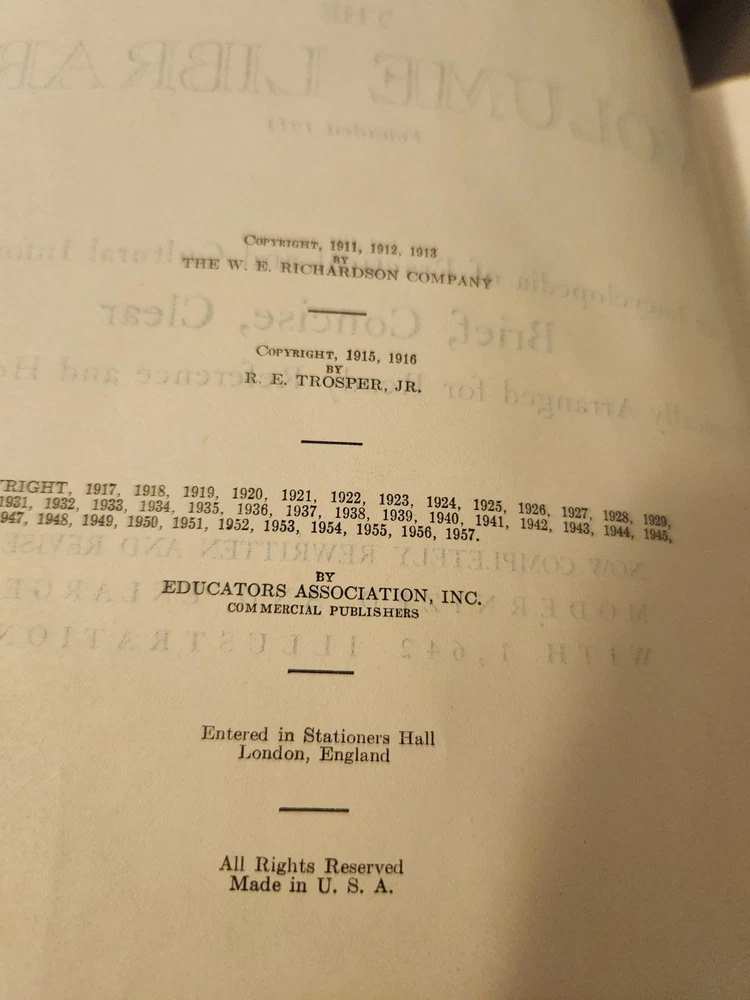 COPYRIGHT, 1911, 1912, 1913
BY
THE W. E. RICHARDSON COMPANY
COPYRIGHT, 1915, 1916
BY
R. E. TROSPER, JR.
YRIGHT, 1917, 1918, 1919, 1920, 1921, 1922, 1923, 1924, 1925, 1926, 1927, 1928, 1929,
1931, 1932, 1933, 1934, 1935, 1936, 1937, 1938, 1939, 1940, 1941, 1942, 1943, 1944, 1945,
947, 1948, 1949, 1950, 1951, 1952, 1953, 1954, 1955, 1956, 1957.
BY
EDUCATORS ASSOCIATION, INC.
COMMERCIAL PUBLISHERS
Entered in Stationers Hall
London, England
All Rights Reserved
Made in U. S. A.